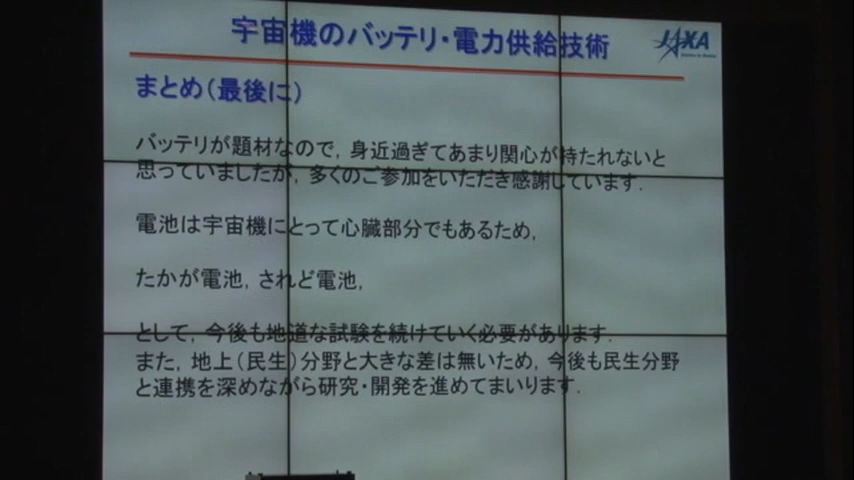 宇宙機のバッテリ・電力供給技術
JAXA
まとめ（最後に）
バッテリが題材なので，身近過ぎてあまり関心が持たれないと
思っていましたが，多くのご参加をいただき感謝しています．
電池は宇宙機にとって心臓部分でもあるため，
たかが電池，されど電池，
として，今後も地道な試験を続けていく必要があります．
また，地上（民生）分野と大きな差は無いため，今後も民生分野
と連携を深めながら研究・開発を進めてまいります．